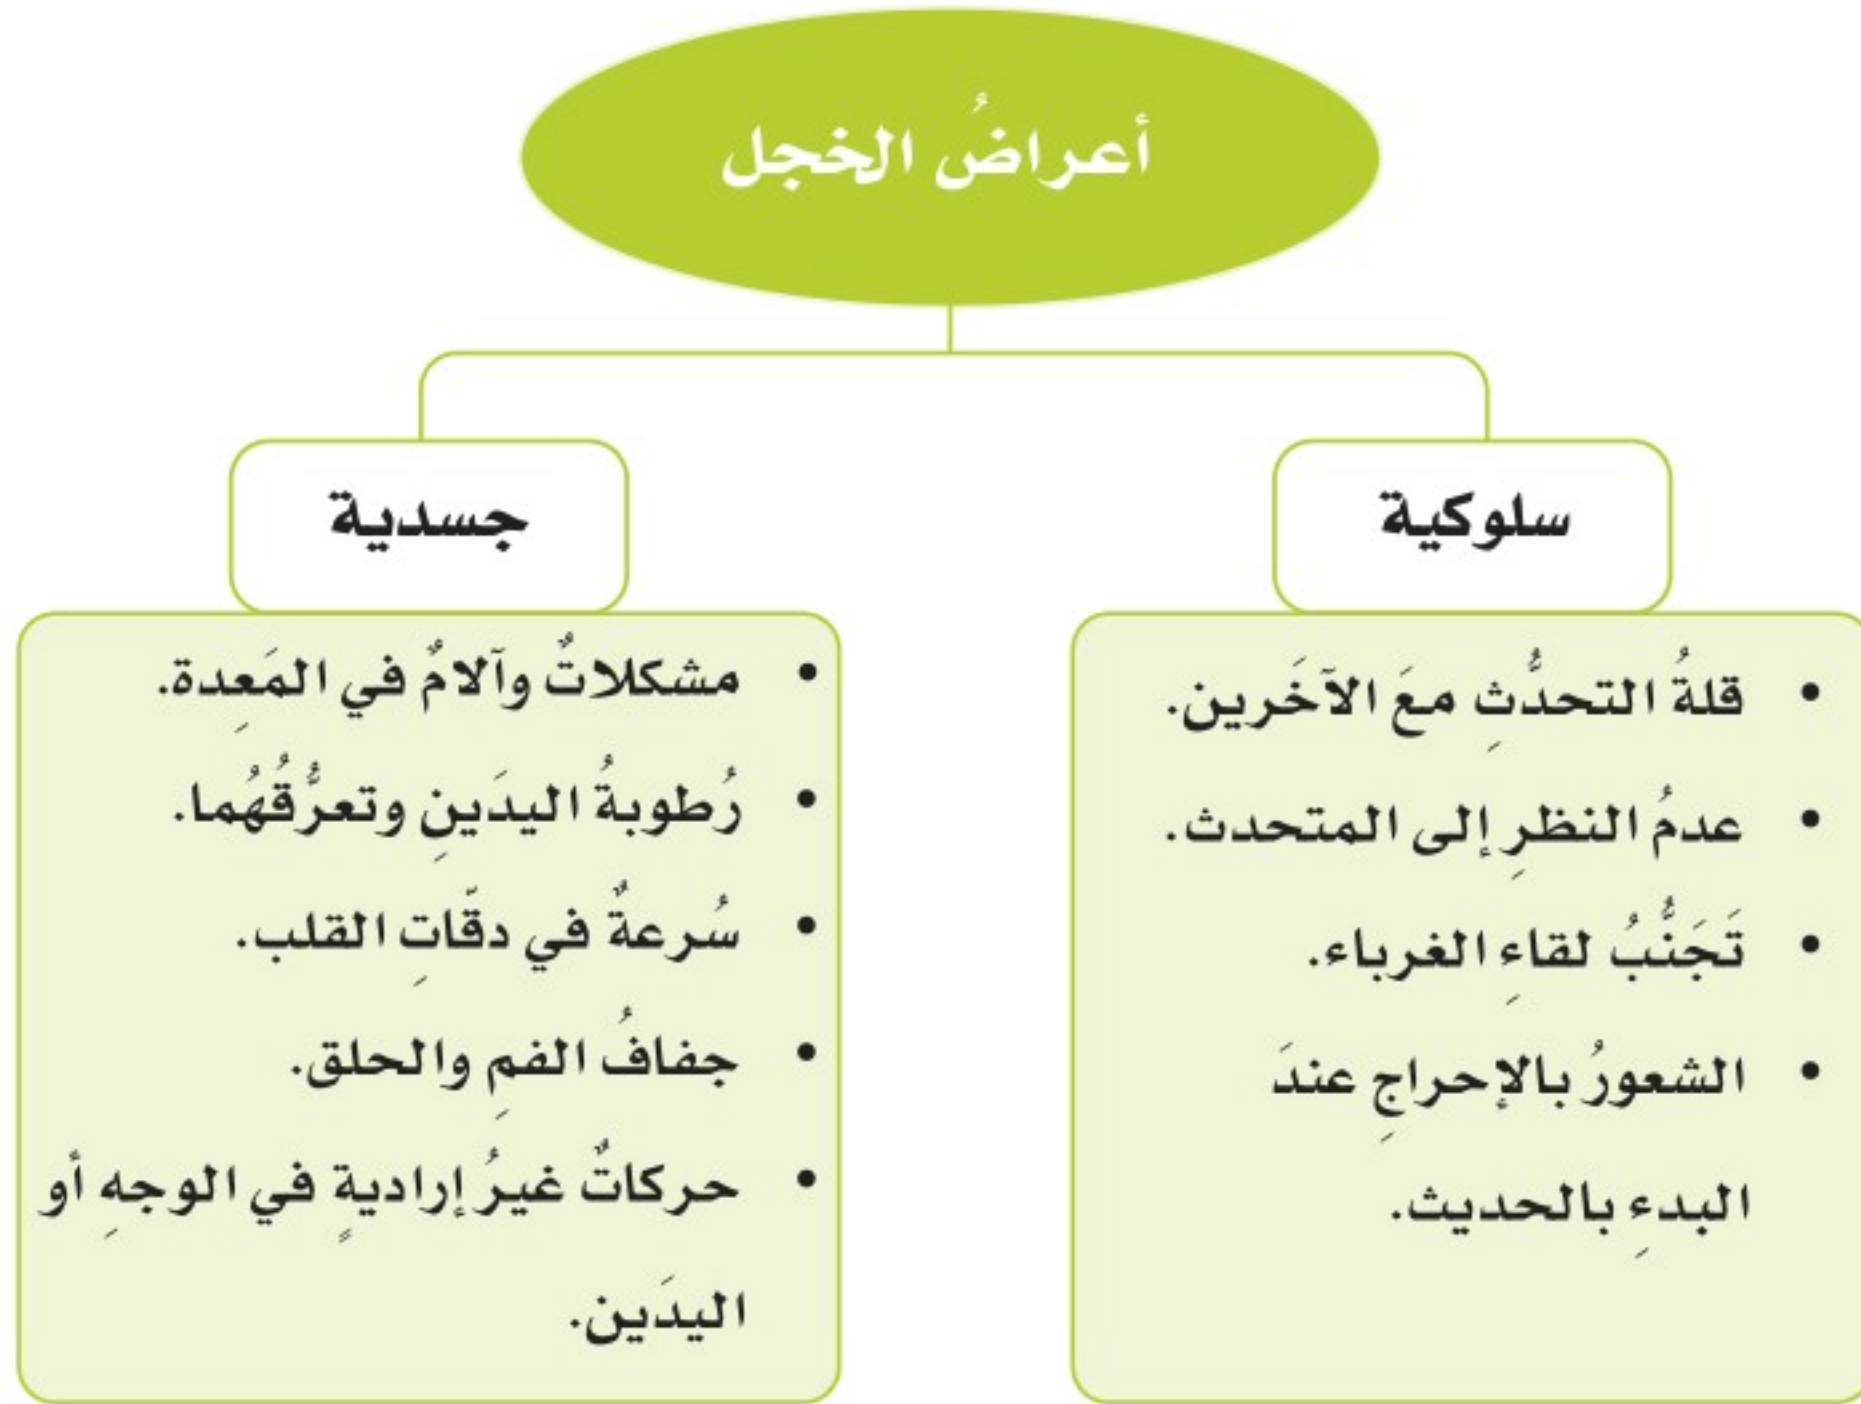 أعراضُ الخجل
سلوكية
• قلةُ التحدُّثِ معَ الآخَرين.
• عدمُ النظرِ إلى المتحدث.
• تَجَنُّبُ لقاءِ الغرباء.
• الشعورُ بالإحراجِ عندَ
البدءِ بالحديث.
جسدية
• مشكلاتٌ وآلامٌ في المَعِدة.
• رُطوبةُ اليدَينِ وتعرُّقُهُما.
• سُرعةٌ في دقّاتِ القلب.
• جفافُ الفمِ والحلق.
• حركاتٌ غيرُ إراديةٍ في الوجهِ أو
اليدَين.